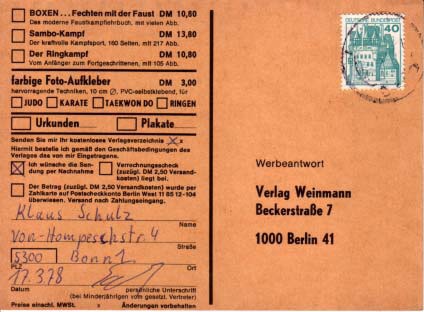 BOXEN ... Fechten mit der Faust DM 10,80
Das moderne Faustkampflehrbuch, mit vielen Abb.
Sambo-Kampf DM 13,80
Der kraftvolle Kampfsport, 160 Seiten, mit 217 Abb.
Der Ringkampf DM 10,80
Vom Anfänger zum Fortgeschrittenen, mit 105 Abb.
farbige Foto-Aufkleber DM 3,00
hervorragende Techniken, 10 cm ∅, PVC-selbstklebend, für
JUDO KARATE TAEKWON DO RINGEN
Urkunden Plakate
Senden Sie mir Ihr kostenloses Verlagsverzeichnis x
Hiermit bestelle ich gemäß den Geschäftsbedingungen des
Verlages das von mir Eingetragene.
Ich wünsche die Sendung per Nachnahme
Verrechnungsscheck (zuzügl. DM 2,50 Versandkosten) liegt bei.
Der Betrag (zuzügl. DM 2,50 Versandkosten) wurde per
Zahlkarte auf Postscheckkonto Berlin West 11 55 12-104
überwiesen. Versand nach Zahlungseingang.
Klaus Schulz
Name
Von-Hompeschstr. 4
Straße
5300 Bonn 1
PLZ Ort
17.3.78
Datum persönliche Unterschrift
(bei Minderjährigen vom gesetzl. Vertreter)
Preise einschl. MWSt. x Änderungen vorbehalten
DEUTSCHE BUNDESPOST
40
Werbeantwort
Verlag Weinmann
Beckerstraße 7
1000 Berlin 41